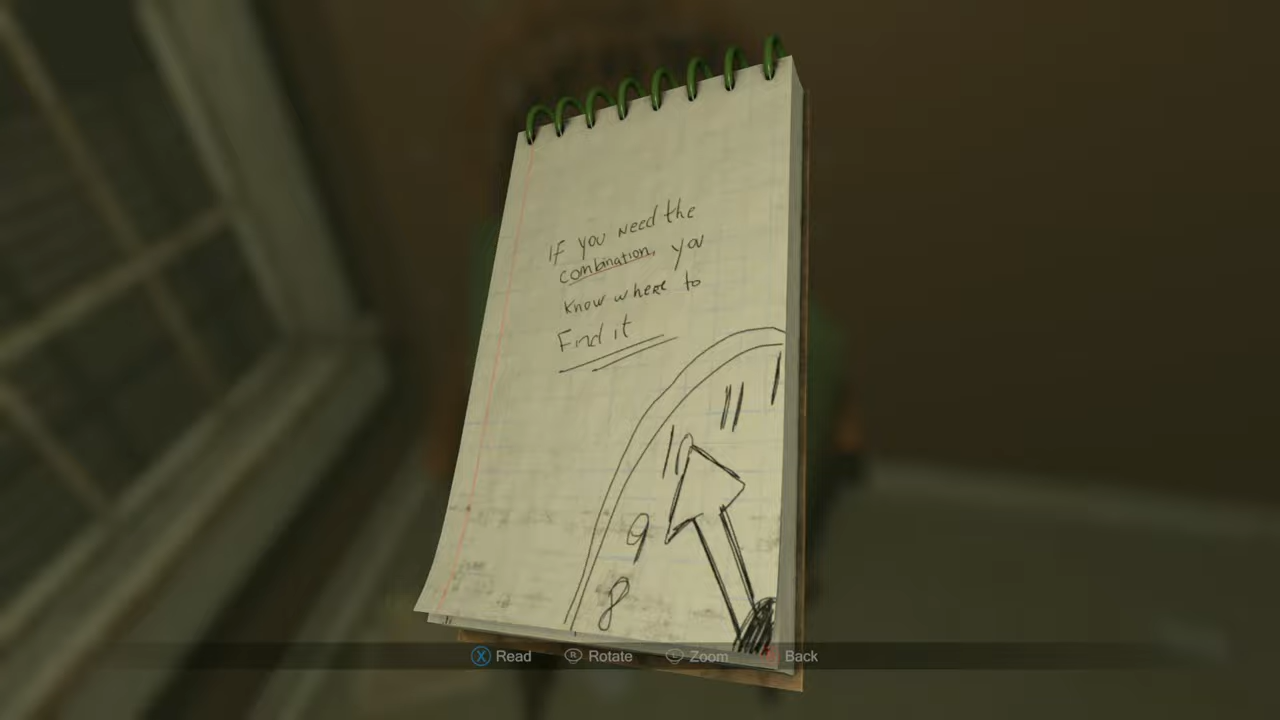 If you need the
combination, you
know where to
Find it
11
1
10
9
8
X Read R Rotate L Zoom Back